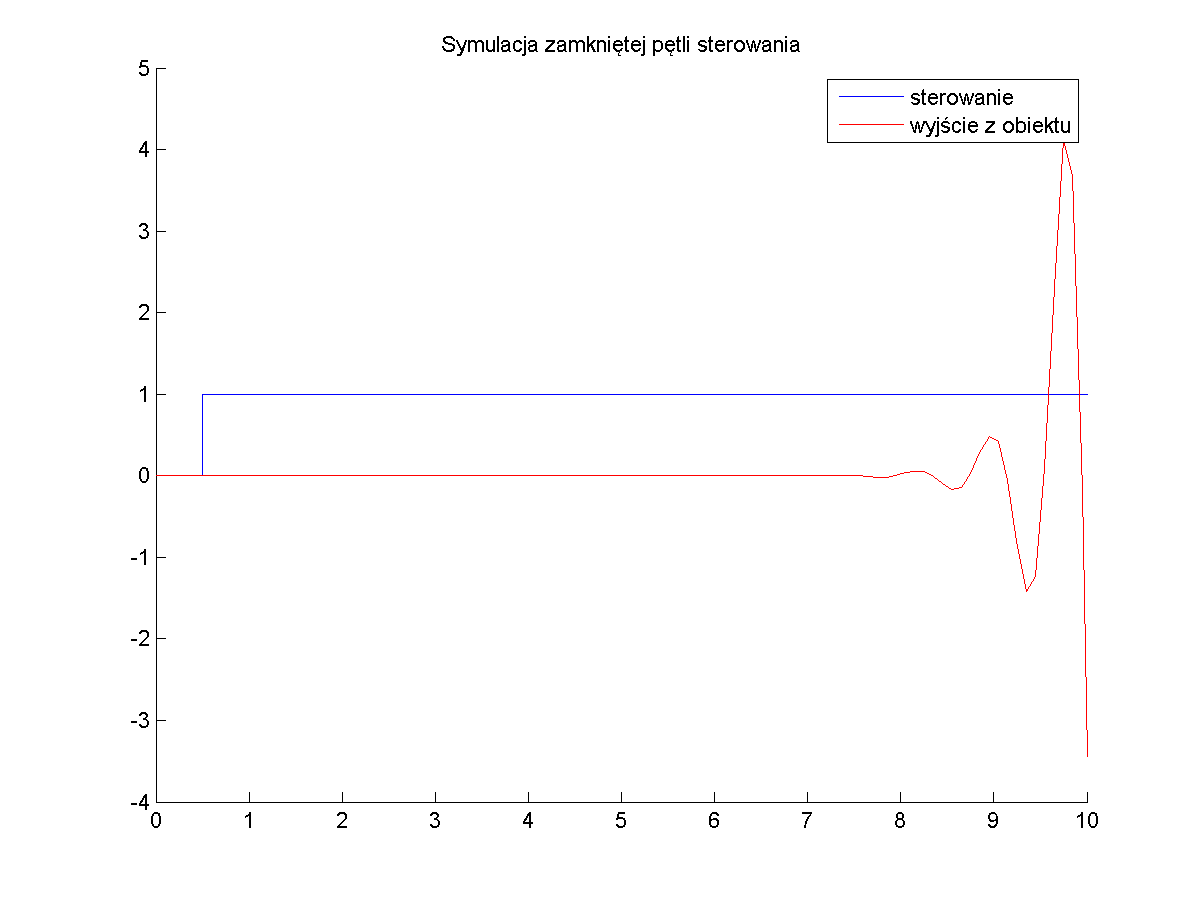 Symulacja zamkniętej pętli sterowania
sterowanie
wyjście z obiektu
5
4
3
2
1
0
-1
-2
-3
-4
0 1 2 3 4 5 6 7 8 9 10